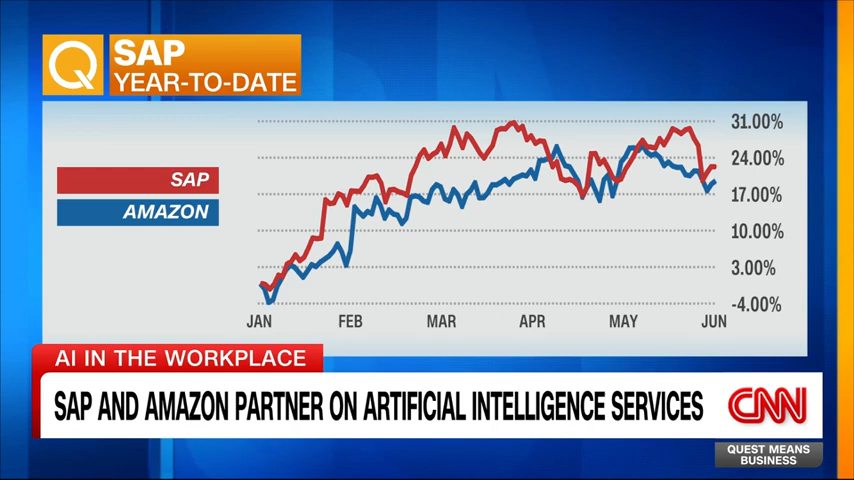 Q
SAP
YEAR-TO-DATE
SAP
AMAZON
31.00%
24.00%
17.00%
10.00%
3.00%
-4.00%
JAN FEB MAR APR MAY JUN
AI IN THE WORKPLACE
SAP AND AMAZON PARTNER ON ARTIFICIAL INTELLIGENCE SERVICES
CNN
QUEST MEANS
BUSINESS